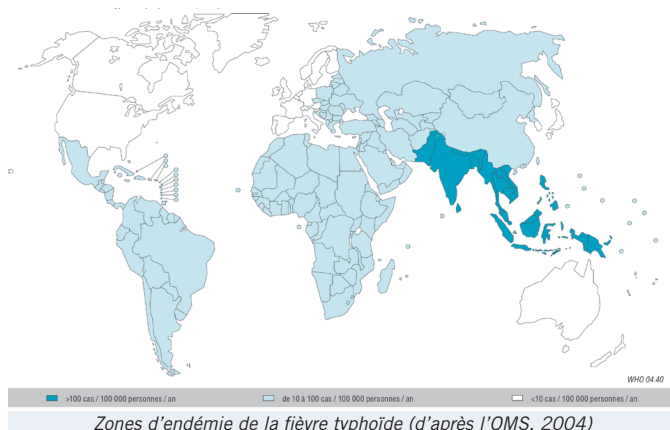 WHO 04.40
>100 cas / 100 000 personnes / an
de 10 à 100 cas / 100 000 personnes / an
<10 cas / 100 000 personnes / an
Zones d'endémie de la fièvre typhoïde (d'après l'OMS, 2004)